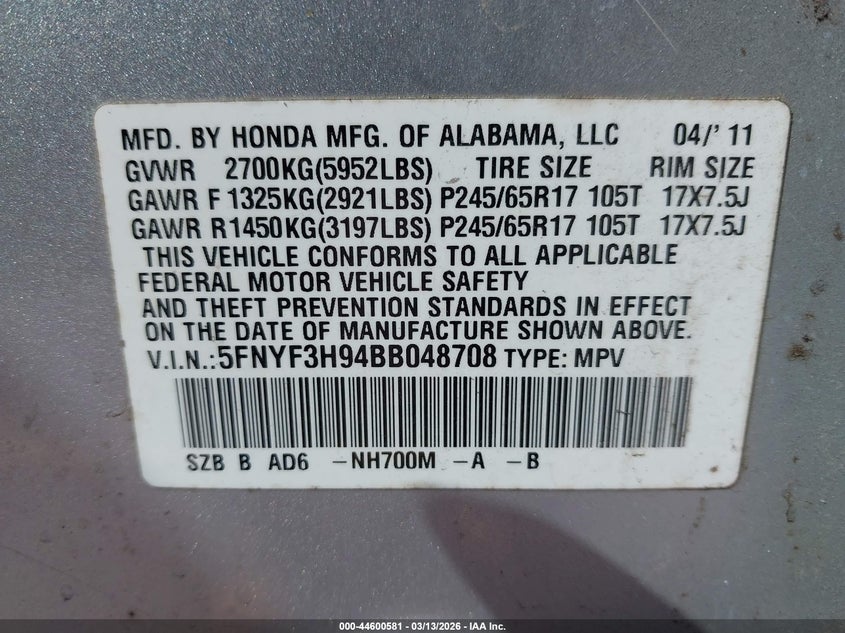 MFD. BY HONDA MFG. OF ALABAMA, LLC 04/' 11
GVWR 2700KG(5952LBS) TIRE SIZE RIM SIZE
GAWR F 1325KG(2921LBS) P245/65R17 105T 17X7.5J
GAWR R1450KG(3197LBS) P245/65R17 105T 17X7.5J
THIS VEHICLE CONFORMS TO ALL APPLICABLE
FEDERAL MOTOR VEHICLE SAFETY
AND THEFT PREVENTION STANDARDS IN EFFECT
ON THE DATE OF MANUFACTURE SHOWN ABOVE.
V.I.N.:5FNYF3H94BB048708 TYPE: MPV
SZB B AD6 -NH700M -A -B
000-44600581 - 03/13/2026 - IAA Inc.